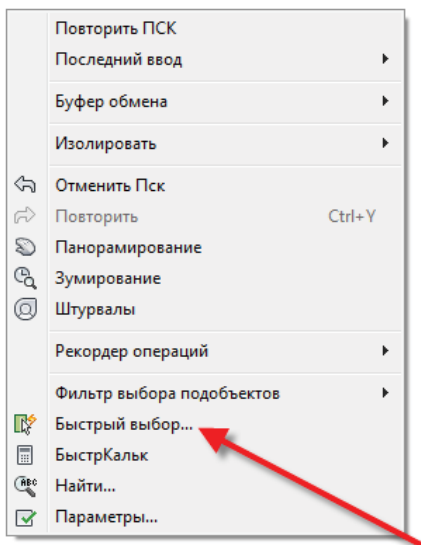 Повторить ПСК
Последний ввод
Буфер обмена
Изолировать
Отменить Пск
Повторить Ctrl+Y
Панорамирование
Зумирование
Штурвалы
Рекордер операций
Фильтр выбора подобъектов
Быстрый выбор...
БыстрКальк
ABC Найти...
Параметры...